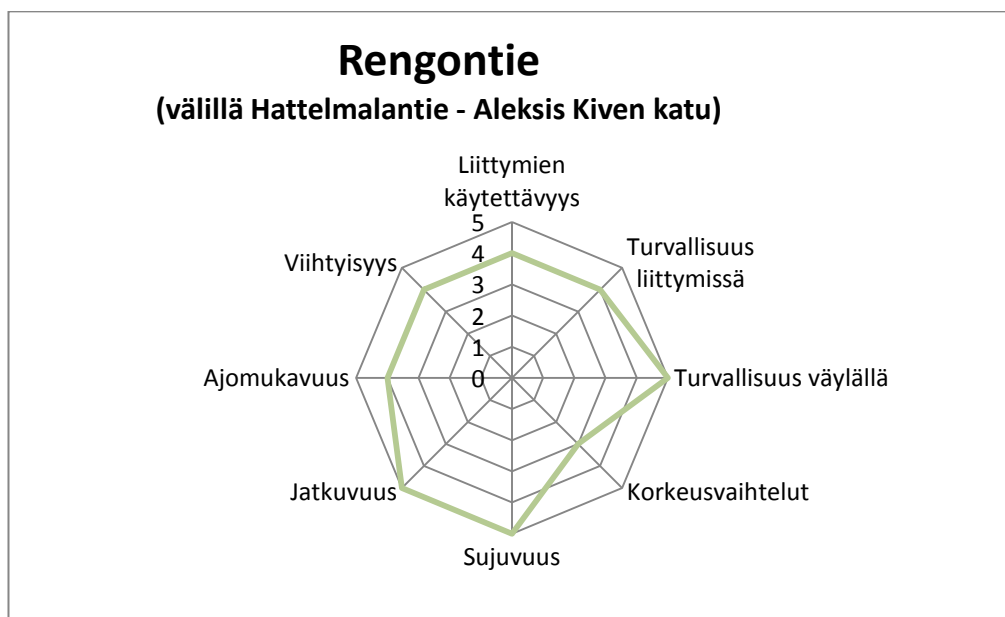 Rengontie
(välillä Hattelmalantie - Aleksis Kiven katu)
Liittymien
käytettävyys
Turvallisuus
liittymissä
Turvallisuus väylällä
Korkeusvaihtelut
Sujuvuus
Jatkuvuus
Ajomukavuus
Viihtyisyys
5
4
3
2
1
0